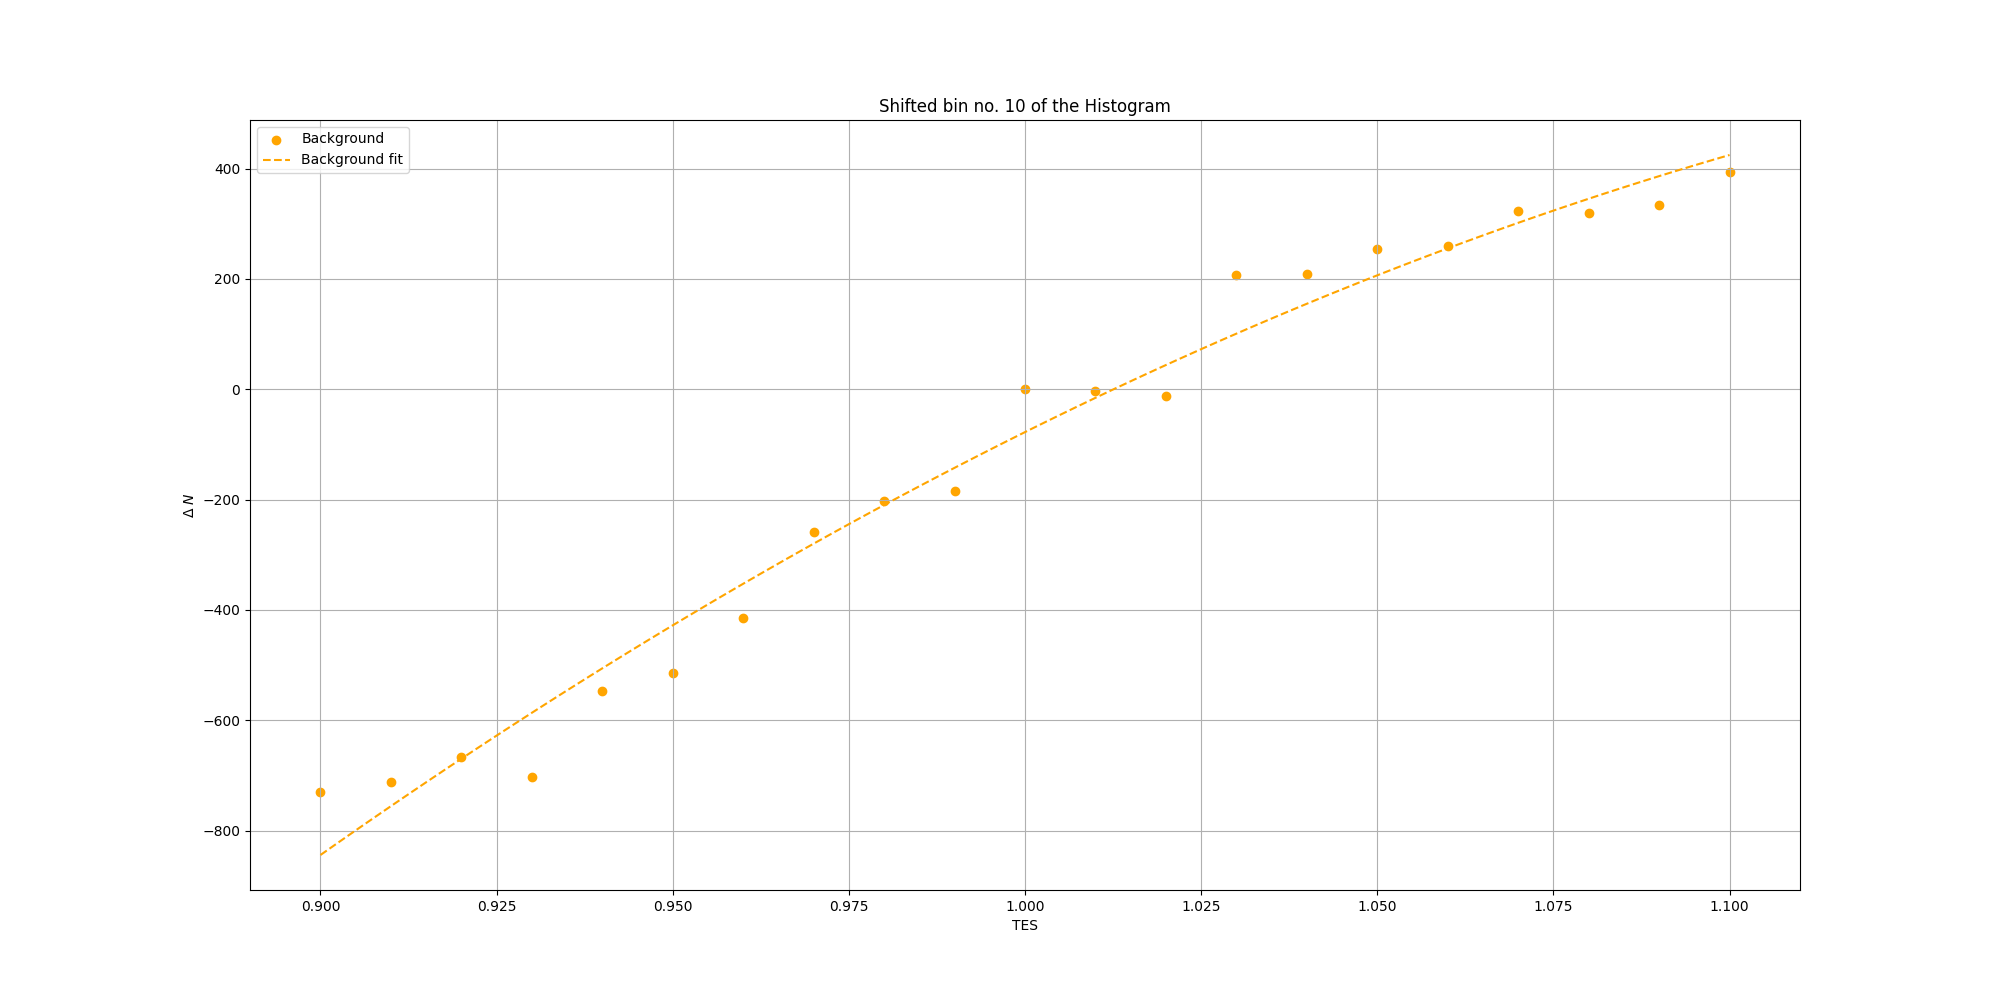 Shifted bin no. 10 of the Histogram
Background
Background fit
400
200
0
−200
−400
−600
−800
Δ N
0.900 0.925 0.950 0.975 1.000 1.025 1.050 1.075 1.100
TES